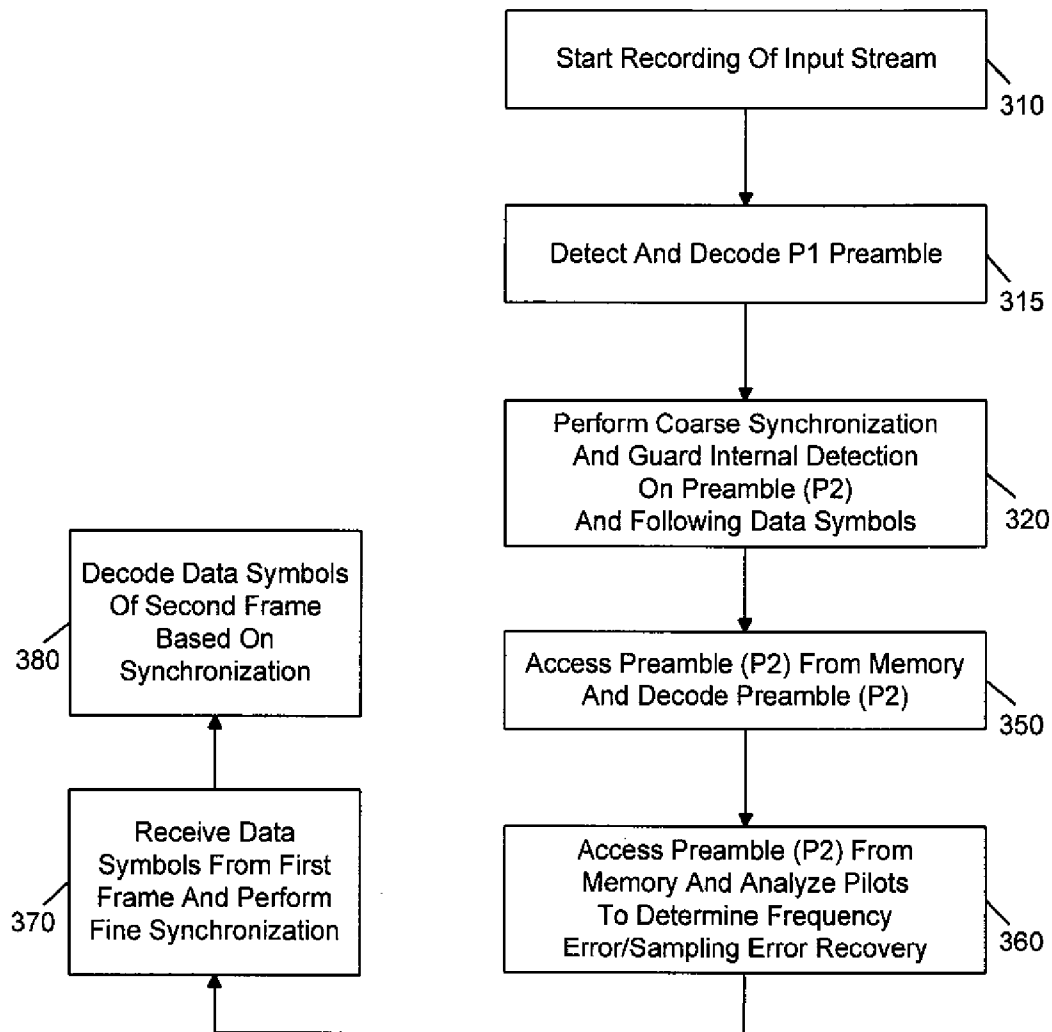 Start Recording Of Input Stream
310
Detect And Decode P1 Preamble
315
Perform Coarse Synchronization
And Guard Internal Detection
On Preamble (P2)
And Following Data Symbols
320
Access Preamble (P2) From Memory
And Decode Preamble (P2)
350
Access Preamble (P2) From
Memory And Analyze Pilots
To Determine Frequency
Error/Sampling Error Recovery
360
Receive Data
Symbols From First
Frame And Perform
Fine Synchronization
370
Decode Data Symbols
Of Second Frame
Based On
Synchronization
380